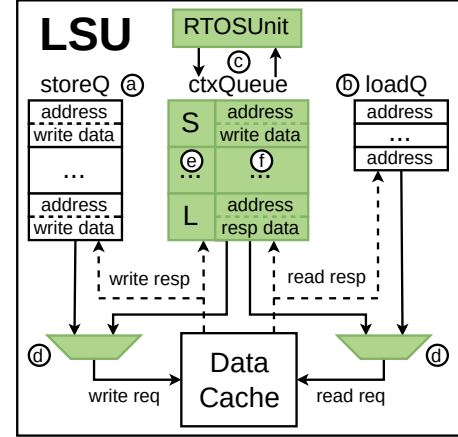 LSU
RTOSUnit
c
storeQ a
ctxQueue
b loadQ
address
write data
...
address
write data
S
e
...
L
address
write data
f
...
address
resp data
address
...
address
write resp
read resp
d
d
Data
Cache
write req
read req